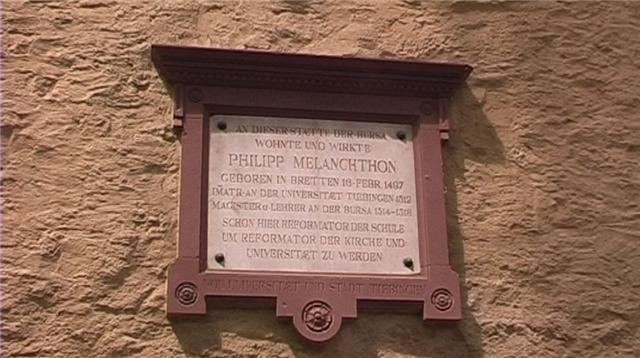 AN DIESER STÆTTE DER BURSA
WOHNTE UND WIRKTE
PHILIPP MELANCHTHON
GEBOREN IN BRETTEN 16·FEBR 1497
IMATR·AN DER UNIVERSITÆT TUEBINGEN 1512
MAGISTER U·LEHRER AN DER BURSA 1514–1518
SCHON HIER REFORMATOR DER SCHULE
UM REFORMATOR DER KIRCHE UND
UNIVERSITÆT ZU WERDEN
VON UNIVERSITÆT UND STADT TUEBINGEN